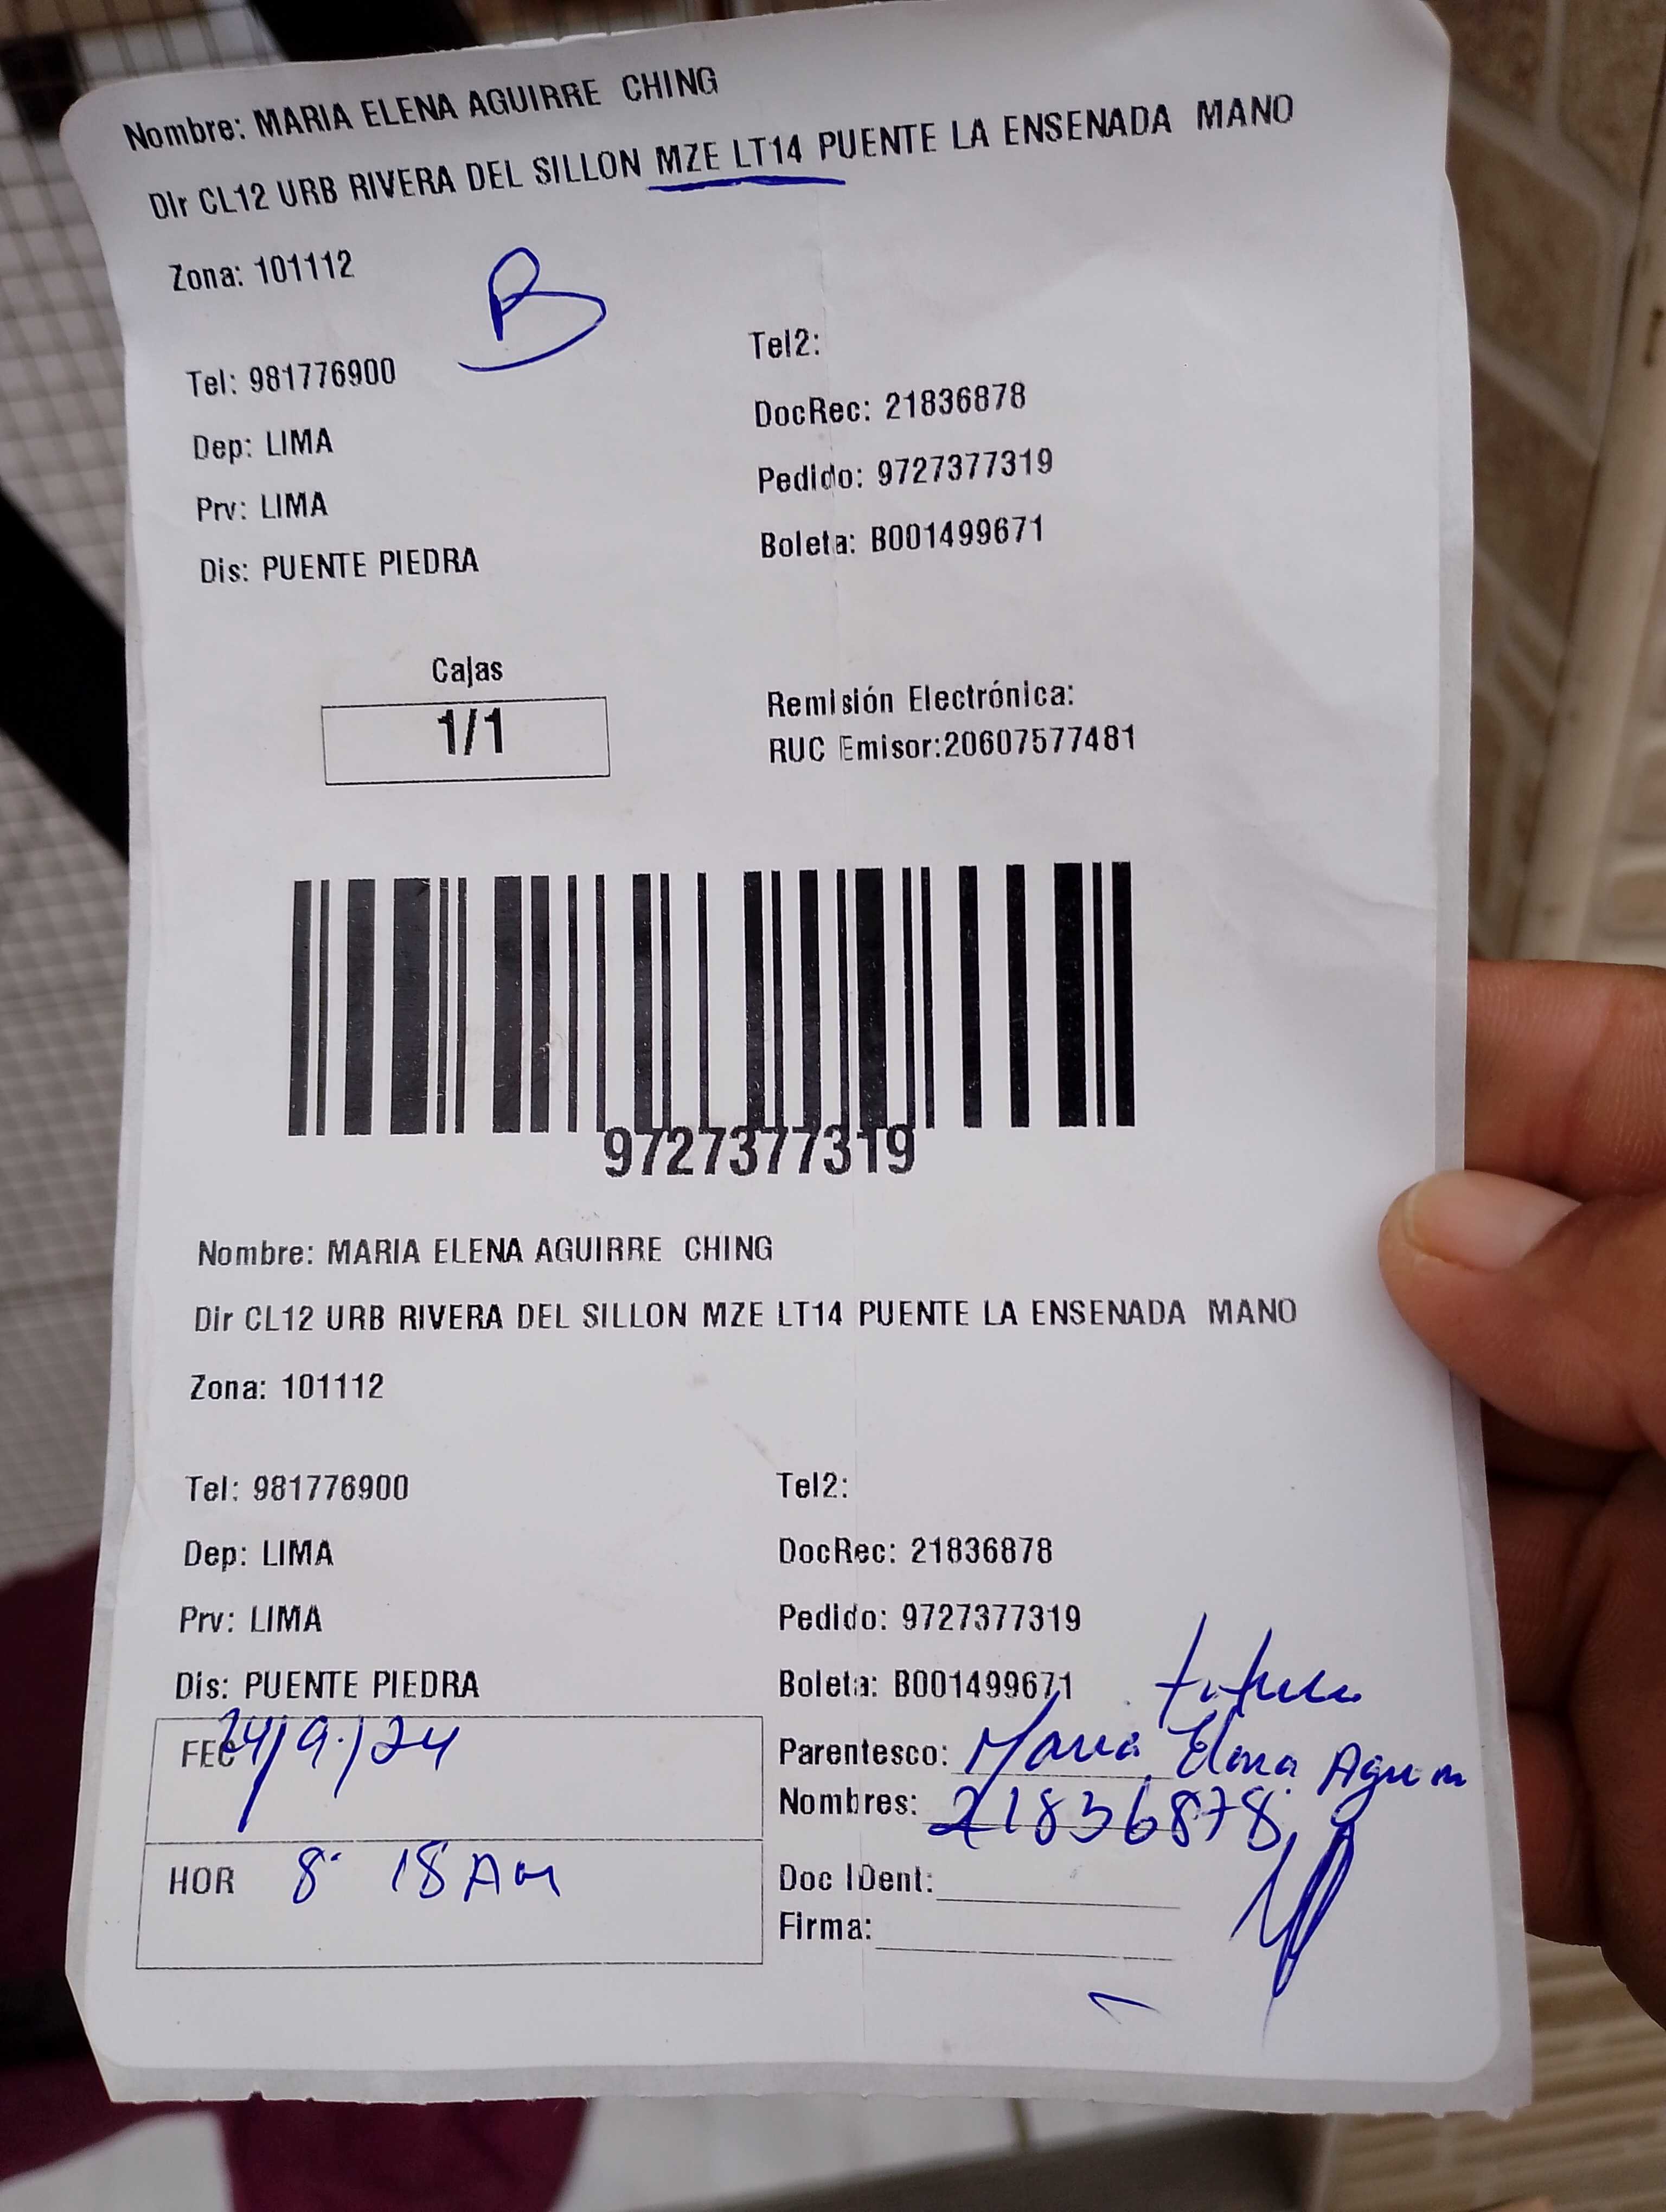 Nombre: MARIA ELENA AGUIRRE CHING
Dir CL12 URB RIVERA DEL SILLON MZE LT14 PUENTE LA ENSENADA MANO
Zona: 101112
B
Tel: 981776900
Tel2:
Dep: LIMA
DocRec: 21836878
Prv: LIMA
Pedido: 9727377319
Dis: PUENTE PIEDRA
Boleta: B001499671
Cajas
1/1
Remisión Electrónica:
RUC Emisor:20607577481
9727377319
Nombre: MARIA ELENA AGUIRRE CHING
Dir CL12 URB RIVERA DEL SILLON MZE LT14 PUENTE LA ENSENADA MANO
Zona: 101112
Tel: 981776900
Tel2:
Dep: LIMA
DocRec: 21836878
Prv: LIMA
Pedido: 9727377319
Dis: PUENTE PIEDRA
Boleta: B001499671
FEC 24/9/24
Parentesco: Maria Elena
Nombres: 21836878
HOR 8 18 AM
Doc IDent:
Firma: